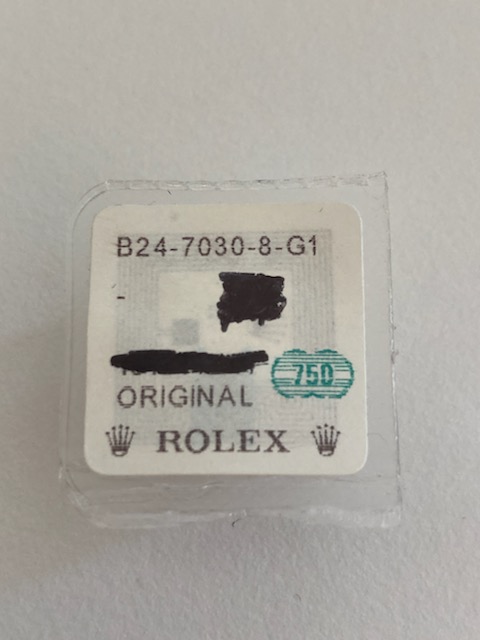 B24-7030-8-G1
-
750
ORIGINAL
ROLEX